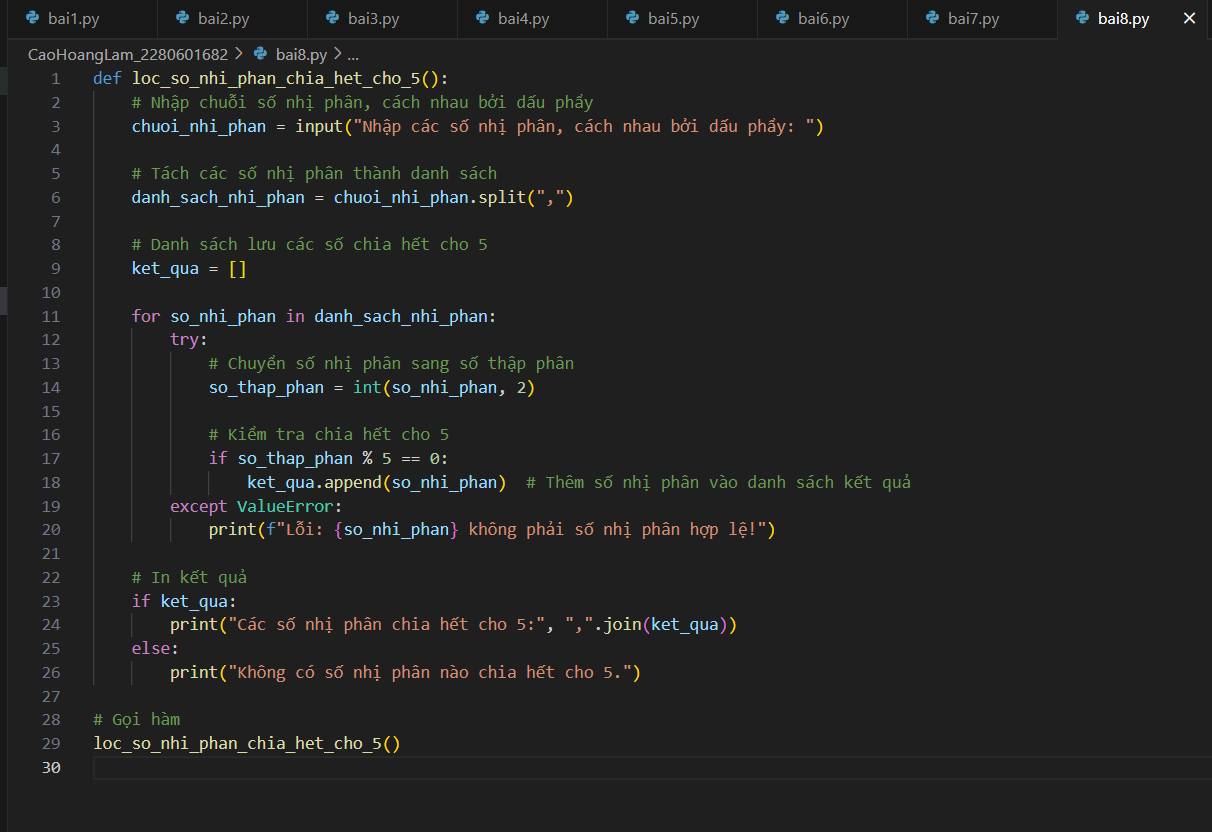 bai1.py bai2.py bai3.py bai4.py bai5.py bai6.py bai7.py bai8.py ×
CaoHoangLam_2280601682 > bai8.py > ...
1 def loc_so_nhi_phan_chia_het_cho_5():
2     # Nhập chuỗi số nhị phân, cách nhau bởi dấu phẩy
3     chuoi_nhi_phan = input("Nhập các số nhị phân, cách nhau bởi dấu phẩy: ")
4
5     # Tách các số nhị phân thành danh sách
6     danh_sach_nhi_phan = chuoi_nhi_phan.split(",")
7
8     # Danh sách lưu các số chia hết cho 5
9     ket_qua = []
10
11     for so_nhi_phan in danh_sach_nhi_phan:
12         try:
13             # Chuyển số nhị phân sang số thập phân
14             so_thap_phan = int(so_nhi_phan, 2)
15
16             # Kiểm tra chia hết cho 5
17             if so_thap_phan % 5 == 0:
18                 ket_qua.append(so_nhi_phan)  # Thêm số nhị phân vào danh sách kết quả
19         except ValueError:
20             print(f"Lỗi: {so_nhi_phan} không phải số nhị phân hợp lệ!")
21
22     # In kết quả
23     if ket_qua:
24         print("Các số nhị phân chia hết cho 5:", ",".join(ket_qua))
25     else:
26         print("Không có số nhị phân nào chia hết cho 5.")
27
28 # Gọi hàm
29 loc_so_nhi_phan_chia_het_cho_5()
30